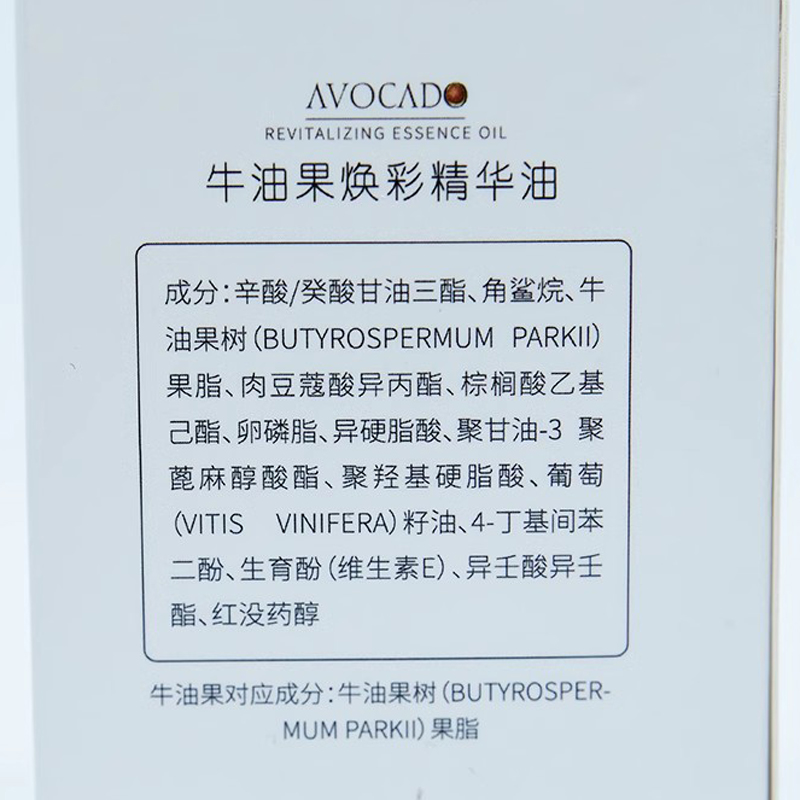 AVOCADO
REVITALIZING ESSENCE OIL
牛油果焕彩精华油
成分：辛酸/癸酸甘油三酯、角鲨烷、牛
油果树（BUTYROSPERMUM PARKII）
果脂、肉豆蔻酸异丙酯、棕榈酸乙基
己酯、卵磷脂、异硬脂酸、聚甘油-3 聚
蓖麻醇酸酯、聚羟基硬脂酸、葡萄
（VITIS VINIFERA）籽油、4-丁基间苯
二酚、生育酚（维生素E）、异壬酸异壬
酯、红没药醇
牛油果对应成分：牛油果树（BUTYROSPER-
MUM PARKII）果脂